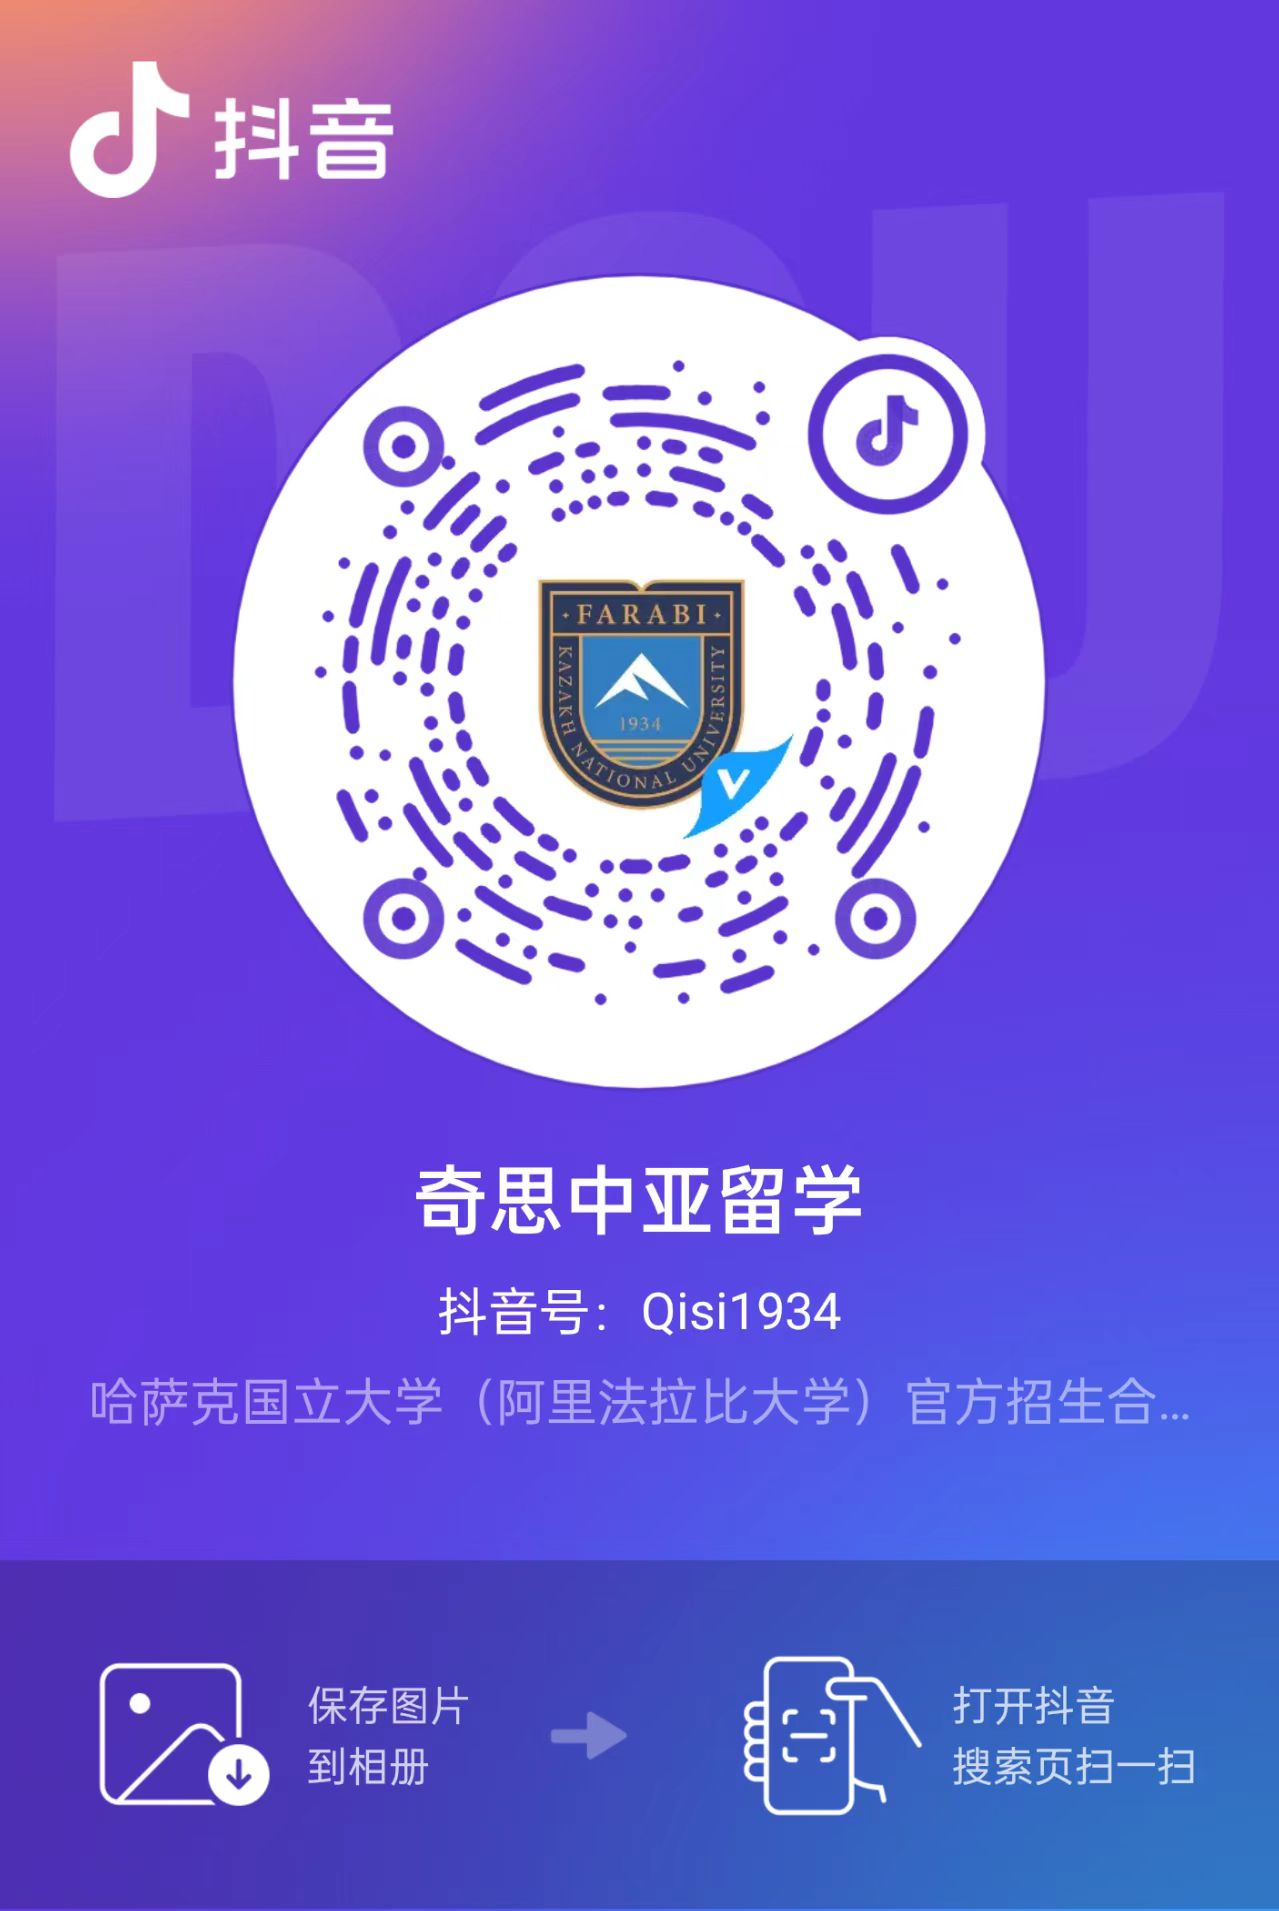 抖音
DOU
FARABI
KAZAKH NATIONAL UNIVERSITY
1934
奇思中亚留学
抖音号：Qisi1934
哈萨克国立大学（阿里法拉比大学）官方招生合...
保存图片
到相册
打开抖音
搜索页扫一扫